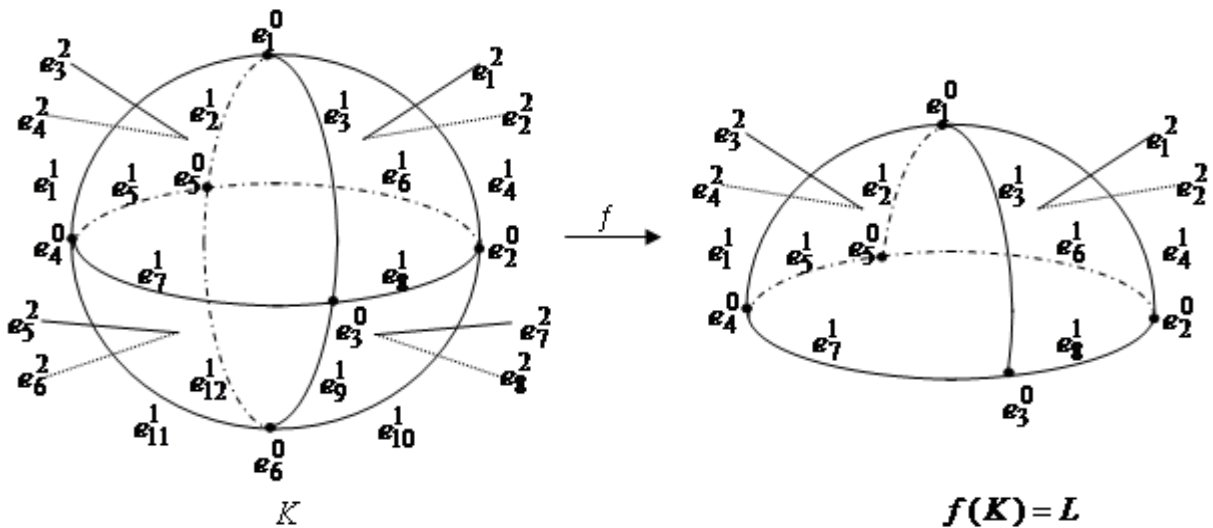 e_1^0 e_1^0
e_3^2 e_1^2
e_4^2 e_2^1 e_3^1 e_2^2
e_3^2 e_1^2
e_4^2 e_2^1 e_3^1 e_2^2
e_1^1 e_5^1 e_5^0 e_6^1 e_4^1
f
e_1^1 e_5^1 e_5^0 e_6^1 e_4^1
e_4^0 e_7^1 e_8^1 e_2^0
e_4^0 e_7^1 e_8^1 e_2^0
e_5^2 e_3^0 e_7^2
e_6^2 e_12^1 e_9^1 e_8^2
e_3^0
e_11^1 e_10^1
e_6^0
K
f(K) = L